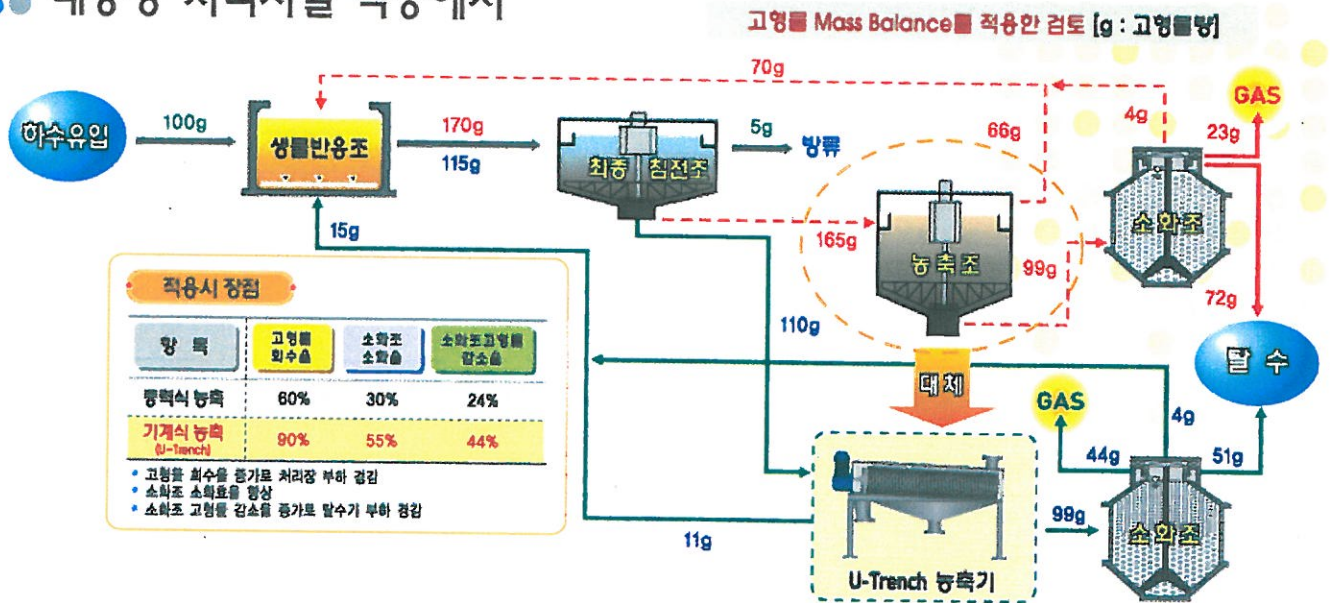 고형물 Mass Balance를 적용한 검토 [g : 고형물량]
70g
GAS
하수유입
100g
생물반응조
170g
115g
최종 침전조
5g
방류
66g
4g
23g
소화조
165g
농축조
99g
72g
15g
110g
탈 수
적용시 장점
항 목
고형물
회수율
소화조
소화율
소화조고형물
감소율
중력식 농축
60%
30%
24%
기계식 농축
(U-Trench)
90%
55%
44%
• 고형물 회수율 증가로 처리장 부하 경감
• 소화조 소화효율 향상
• 소화조 고형물 감소율 증가로 탈수기 부하 경감
대체
GAS
4g
44g
51g
11g
99g
소화조
U-Trench 농축기